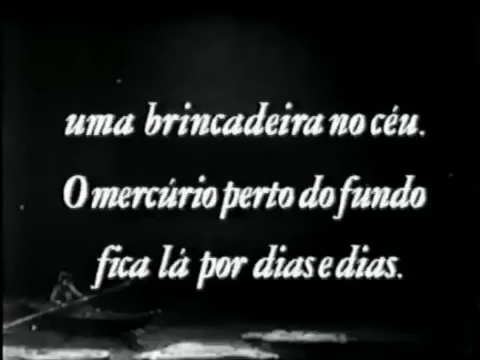 uma brincadeira no céu.
O mercúrio perto do fundo
fica lá por dias e dias.